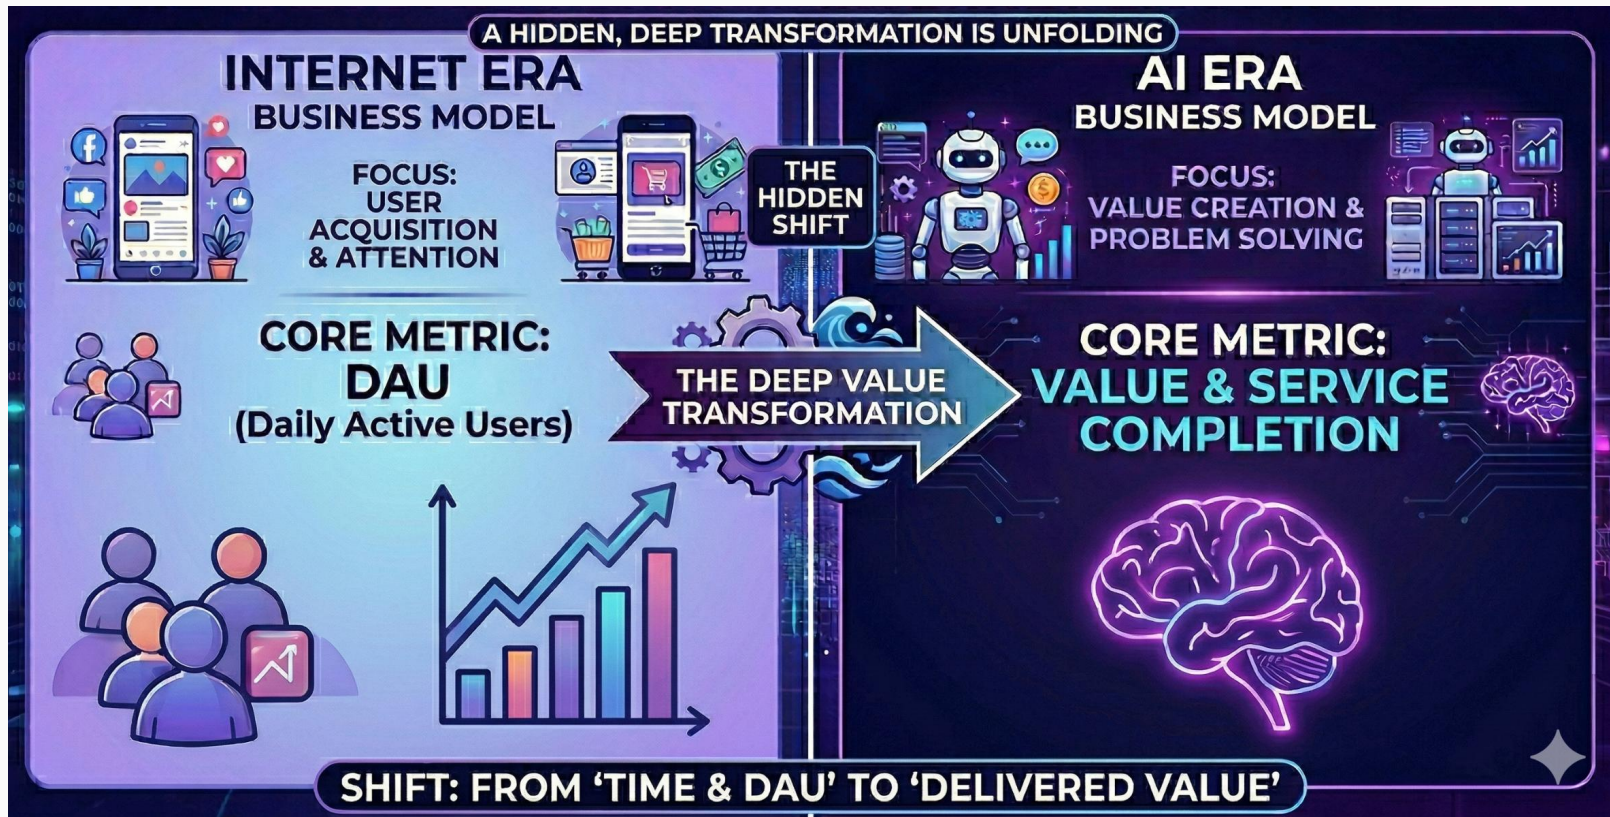 A HIDDEN, DEEP TRANSFORMATION IS UNFOLDING
INTERNET ERA
BUSINESS MODEL
FOCUS:
USER
ACQUISITION
& ATTENTION
CORE METRIC:
DAU
(Daily Active Users)
THE
HIDDEN
SHIFT
THE DEEP VALUE
TRANSFORMATION
AI ERA
BUSINESS MODEL
FOCUS:
VALUE CREATION &
PROBLEM SOLVING
CORE METRIC:
VALUE & SERVICE
COMPLETION
SHIFT: FROM ‘TIME & DAU’ TO ‘DELIVERED VALUE’